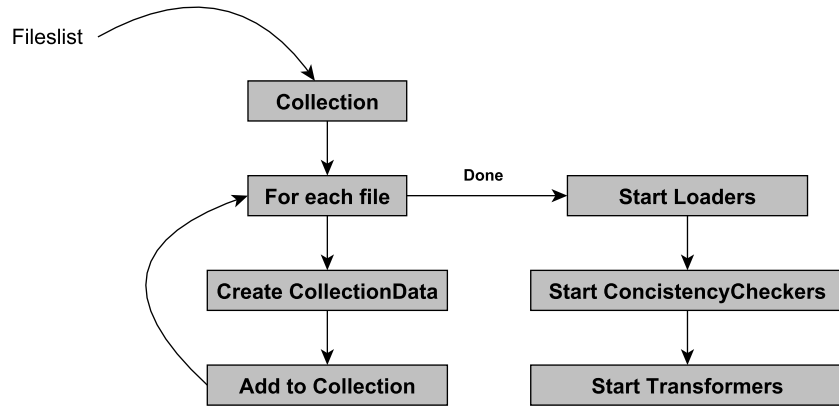 Fileslist
Collection
For each file
Done
Start Loaders
Create CollectionData
Start ConcistencyCheckers
Add to Collection
Start Transformers